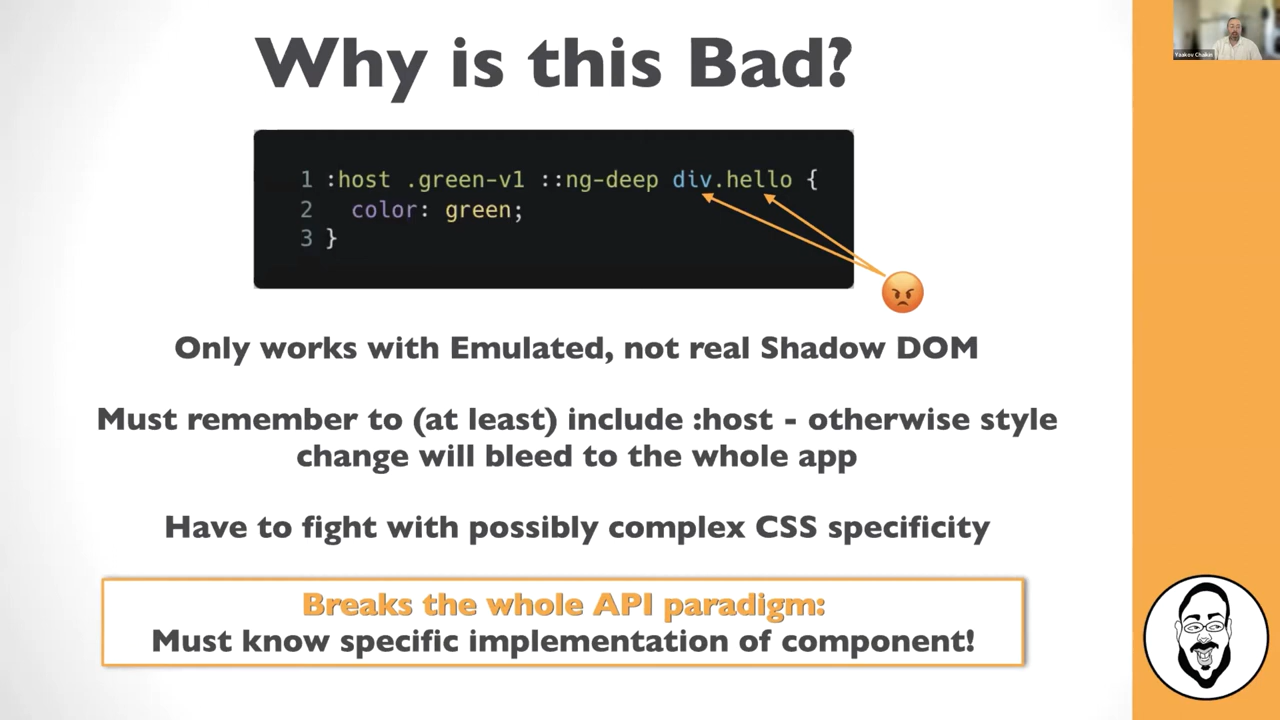 Why is this Bad?
Yaakov Chaikin
1 :host .green-v1 ::ng-deep div.hello {
2 color: green;
3 }
Only works with Emulated, not real Shadow DOM
Must remember to (at least) include :host - otherwise style
change will bleed to the whole app
Have to fight with possibly complex CSS specificity
Breaks the whole API paradigm:
Must know specific implementation of component!